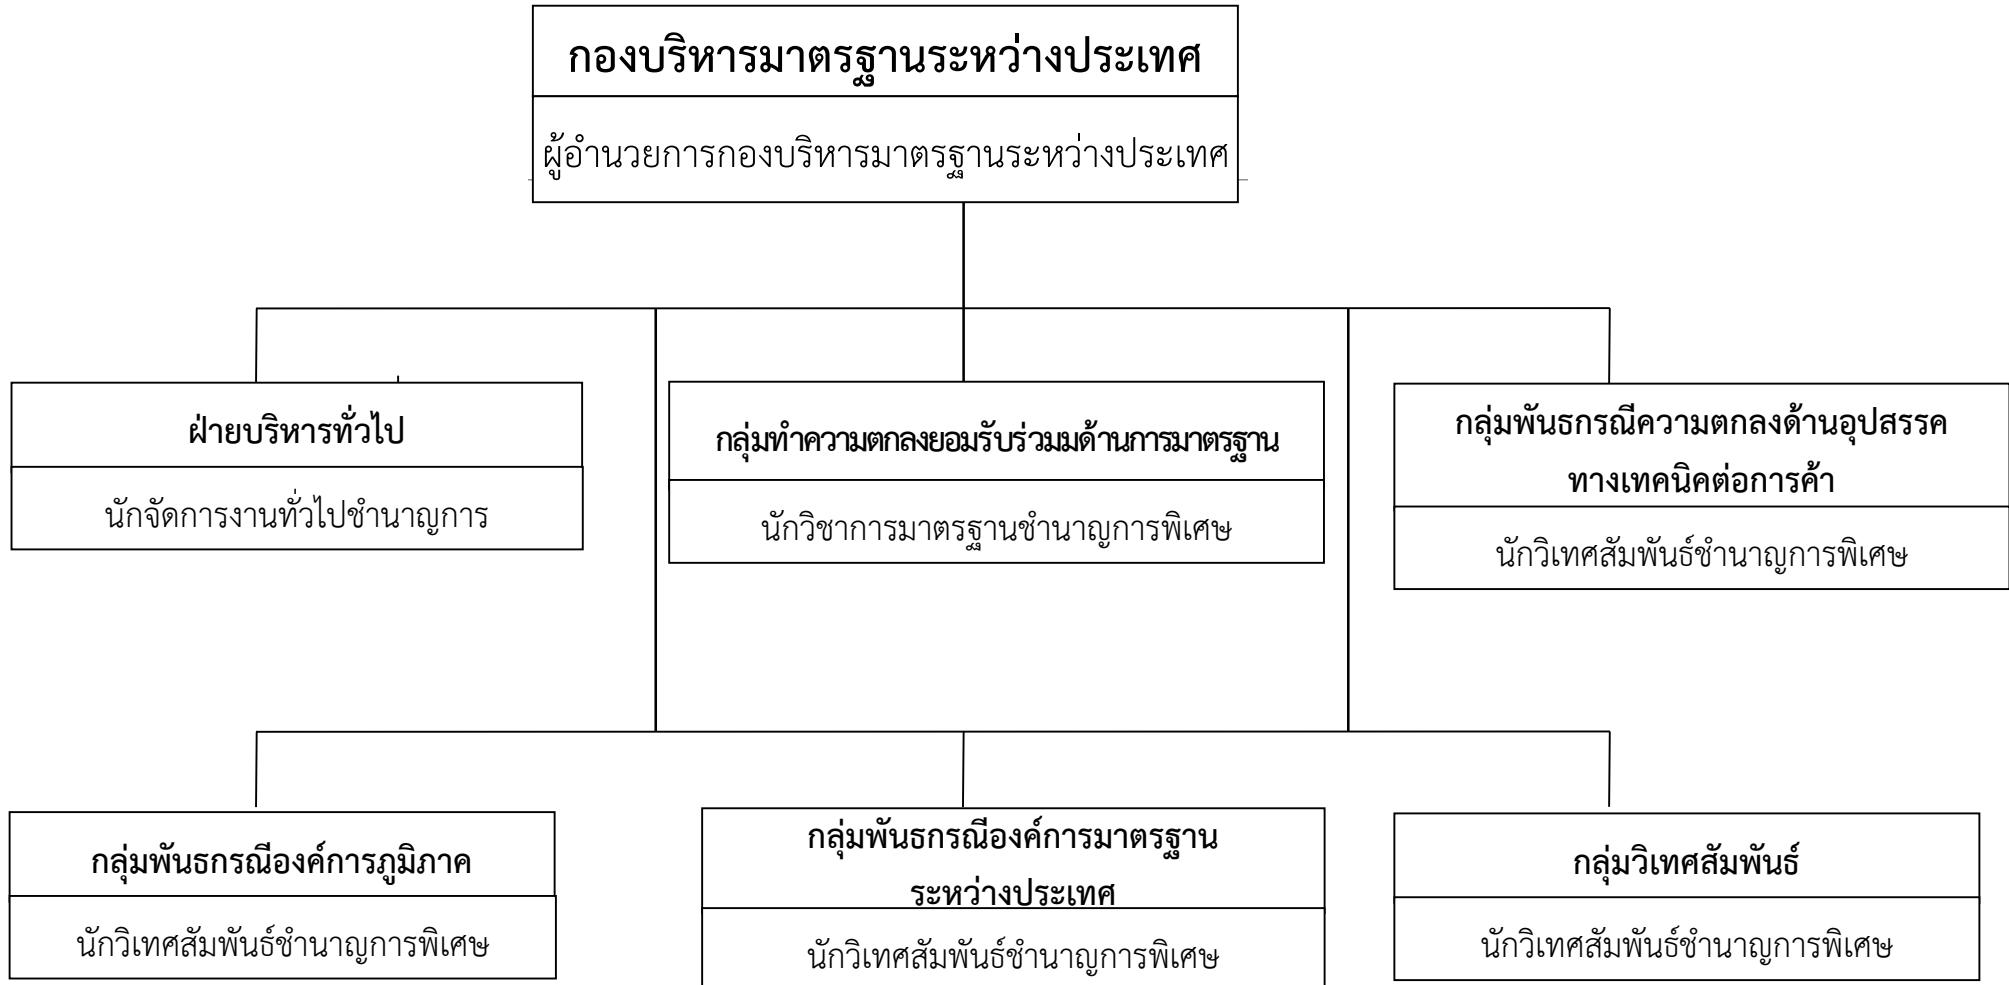 กองบริหารมาตรฐานระหว่างประเทศ
ผู้อำนวยการกองบริหารมาตรฐานระหว่างประเทศ
ฝ่ายบริหารทั่วไป
นักจัดการงานทั่วไปชำนาญการ
กลุ่มทำความตกลงยอมรับร่วมมด้านการมาตรฐาน
นักวิชาการมาตรฐานชำนาญการพิเศษ
กลุ่มพันธกรณีความตกลงด้านอุปสรรค
ทางเทคนิคต่อการค้า
นักวิเทศสัมพันธ์ชำนาญการพิเศษ
กลุ่มพันธกรณีองค์การภูมิภาค
นักวิเทศสัมพันธ์ชำนาญการพิเศษ
กลุ่มพันธกรณีองค์การมาตรฐาน
ระหว่างประเทศ
นักวิเทศสัมพันธ์ชำนาญการพิเศษ
กลุ่มวิเทศสัมพันธ์
นักวิเทศสัมพันธ์ชำนาญการพิเศษ